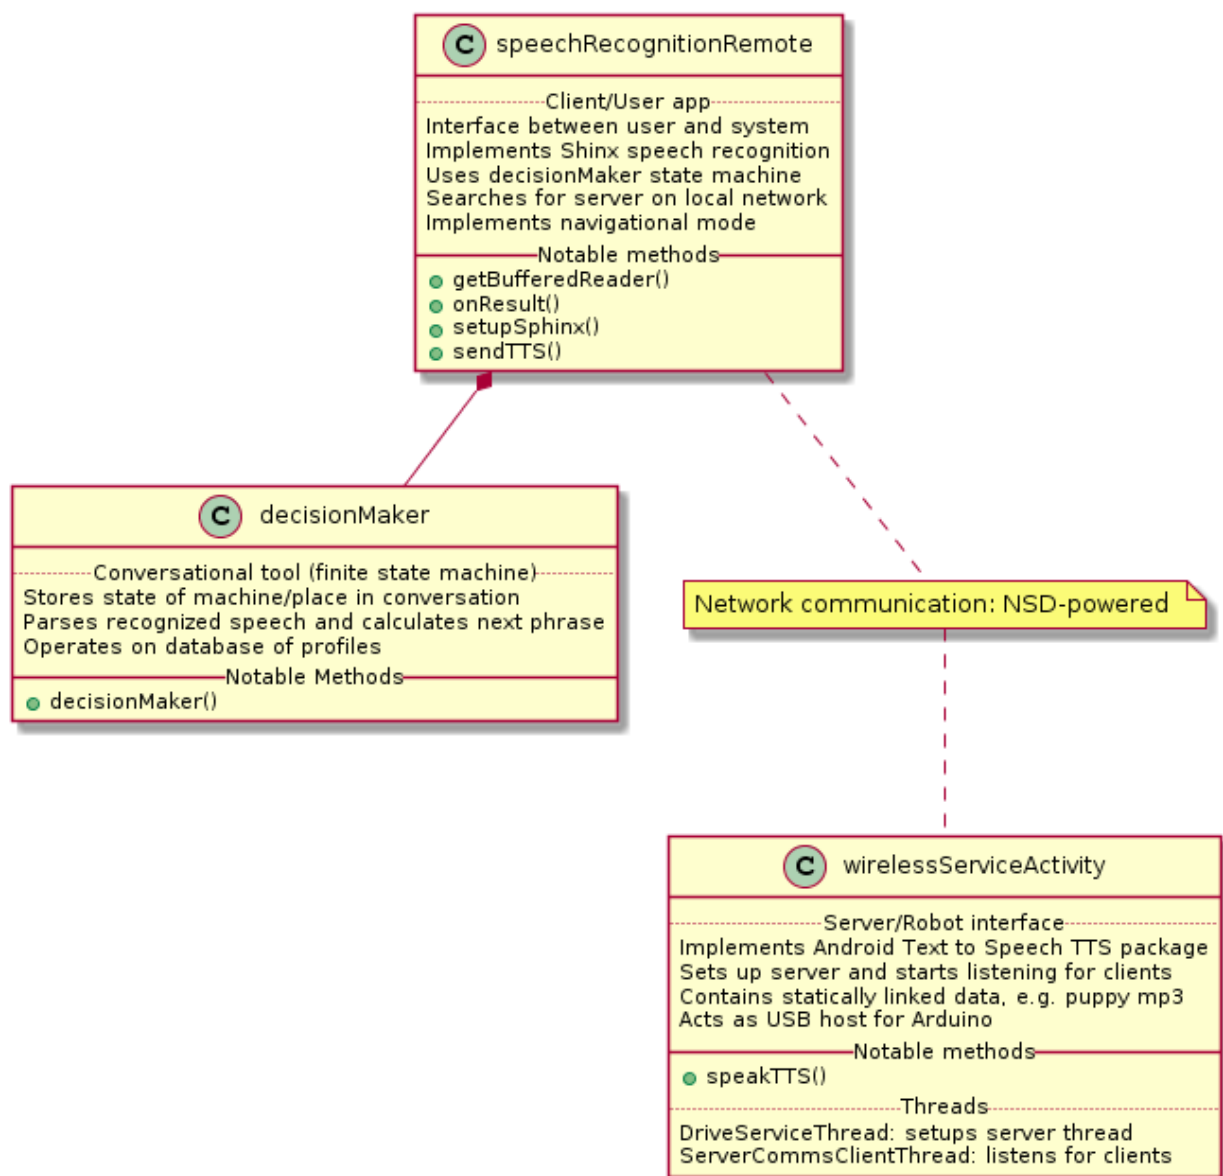 C speechRecognitionRemote
Client/User app
Interface between user and system
Implements Shinx speech recognition
Uses decisionMaker state machine
Searches for server on local network
Implements navigational mode
Notable methods
getBufferedReader()
onResult()
setupSphinx()
sendTTS()
C decisionMaker
Conversational tool (finite state machine)
Stores state of machine/place in conversation
Parses recognized speech and calculates next phrase
Operates on database of profiles
Notable Methods
decisionMaker()
Network communication: NSD-powered
C wirelessServiceActivity
Server/Robot interface
Implements Android Text to Speech TTS package
Sets up server and starts listening for clients
Contains statically linked data, e.g. puppy mp3
Acts as USB host for Arduino
Notable methods
speakTTS()
Threads
DriveServiceThread: setups server thread
ServerCommsClientThread: listens for clients